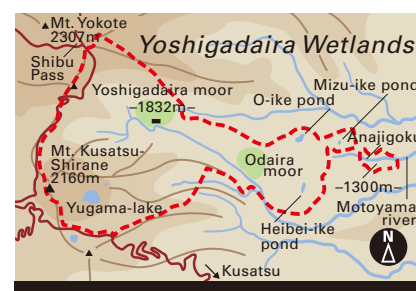 Mt. Yokote
2307m
Yoshigadaira Wetlands
Shibu
Pass
Yoshigadaira moor
–1832m–
Mizu-ike pond
O-ike pond
Anajigoku
Mt. Kusatsu-
Shirane
2160m
Odaira
moor
–1300m–
Yugama-lake
Motoyama
river
Heibei-ike
pond
N
Kusatsu